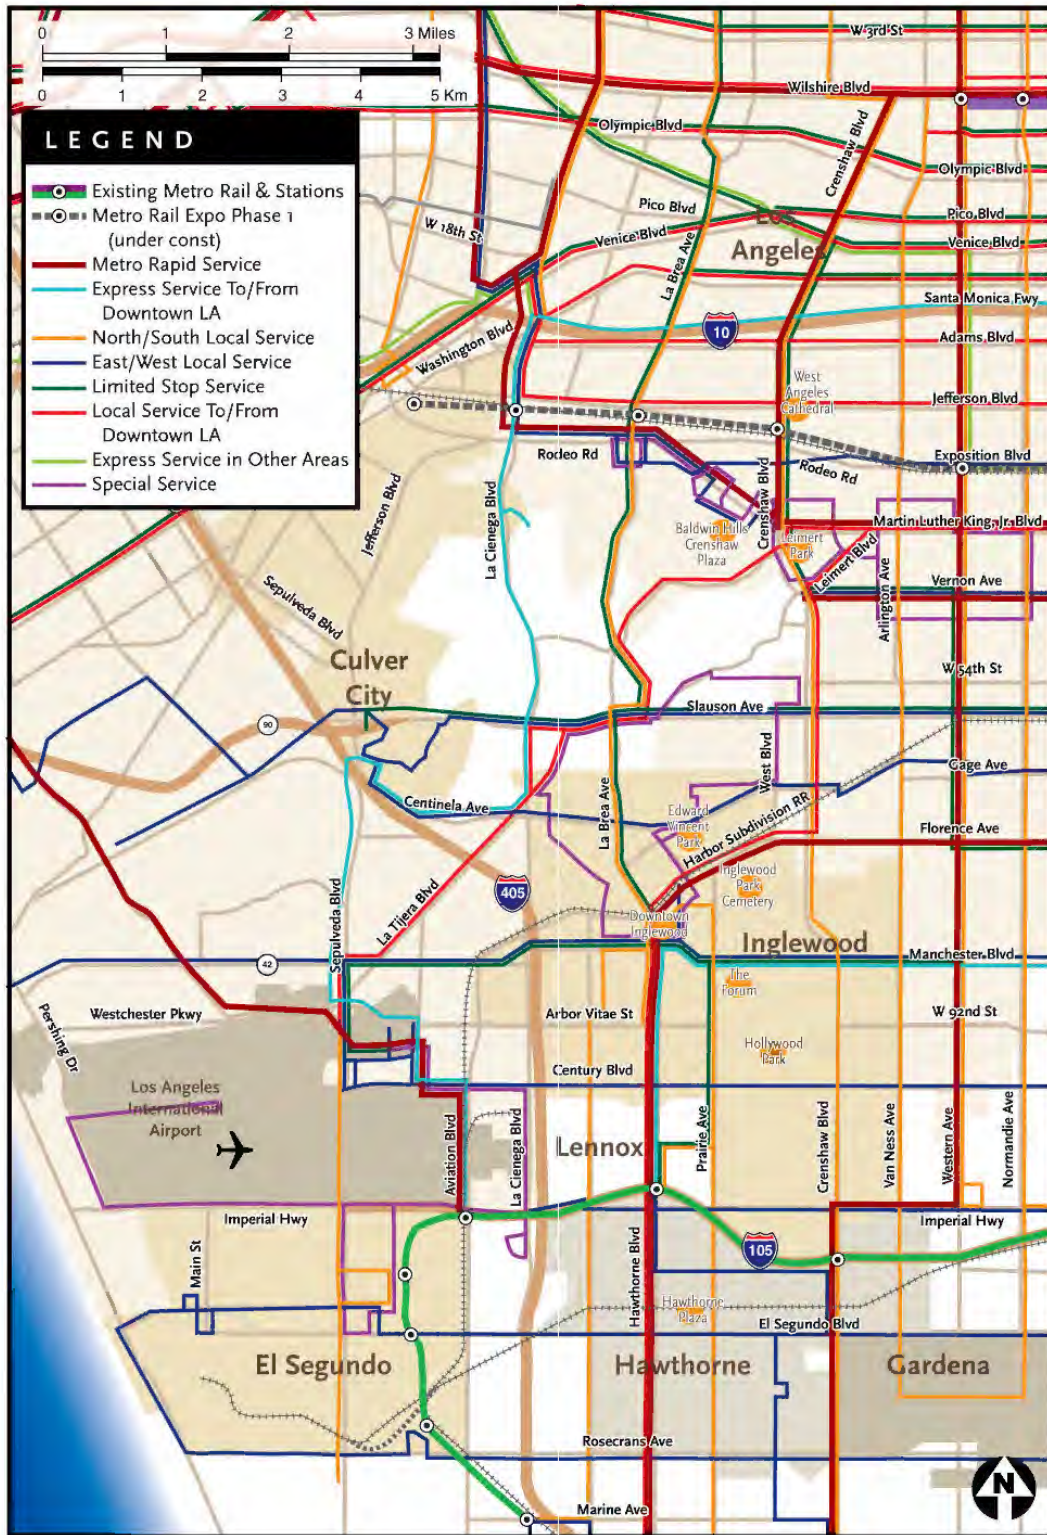 0 1 2 3 Miles
0 1 2 3 4 5 Km
LEGEND
Existing Metro Rail & Stations
Metro Rail Expo Phase 1
(under const)
Metro Rapid Service
Express Service To/From
Downtown LA
North/South Local Service
East/West Local Service
Limited Stop Service
Local Service To/From
Downtown LA
Express Service in Other Areas
Special Service
W 3rd St
Wilshire Blvd
Olympic Blvd
Crenshaw Blvd
Olympic Blvd
Pico Blvd
Pico Blvd
W 18th St
Venice Blvd
Venice Blvd
La Brea Ave
Los
Angeles
Santa Monica Fwy
10
Washington Blvd
Adams Blvd
West
Angeles
Cathedral
Jefferson Blvd
Rodeo Rd
Rodeo Rd
Exposition Blvd
Crenshaw Blvd
Jefferson Blvd
La Cienega Blvd
Baldwin Hills
Crenshaw
Plaza
Leimert
Park
Martin Luther King, Jr. Blvd
Leimert Blvd
Arlington Ave
Vernon Ave
Sepulveda Blvd
Culver
City
W 54th St
Slauson Ave
90
West Blvd
Gage Ave
Centinela Ave
La Brea Ave
Edward
Vincent
Park
Harbor Subdivision RR
Florence Ave
405
Inglewood
Park
Cemetery
La Tijera Blvd
Sepulveda Blvd
Downtown
Inglewood
Inglewood
42
Manchester Blvd
The
Forum
Pershing Dr
Westchester Pkwy
Arbor Vitae St
W 92nd St
Hollywood
Park
Century Blvd
Los Angeles
International
Airport
Aviation Blvd
La Cienega Blvd
Lennox
Prairie Ave
Crenshaw Blvd
Van Ness Ave
Western Ave
Normandie Ave
Imperial Hwy
Imperial Hwy
Main St
Hawthorne Blvd
105
Hawthorne
Plaza
El Segundo Blvd
El Segundo
Hawthorne
Gardena
Rosecrans Ave
Marine Ave
N